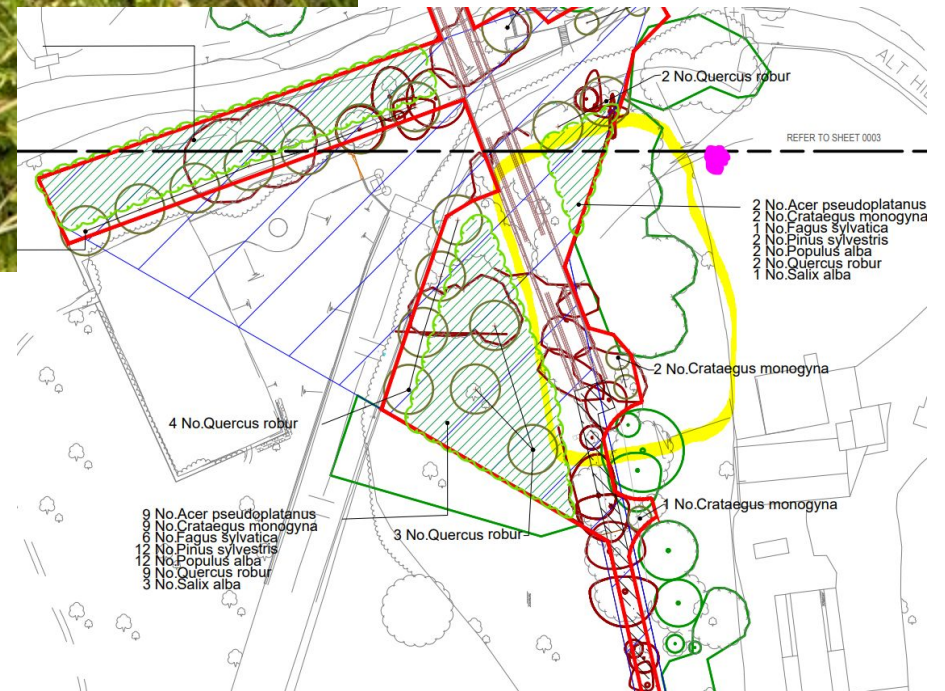 2 No.Quercus robur
ALT HI
REFER TO SHEET 0003
2 No.Acer pseudoplatanus
2 No.Crataegus monogyna
1 No.Fagus sylvatica
2 No.Pinus sylvestris
2 No.Populus alba
2 No.Quercus robur
1 No.Salix alba
2 No.Crataegus monogyna
4 No.Quercus robur
1 No.Crataegus monogyna
9 No.Acer pseudoplatanus
9 No.Crataegus monogyna
6 No.Fagus sylvatica
12 No.Pinus sylvestris
12 No.Populus alba
9 No.Quercus robur
3 No.Salix alba
3 No.Quercus robur